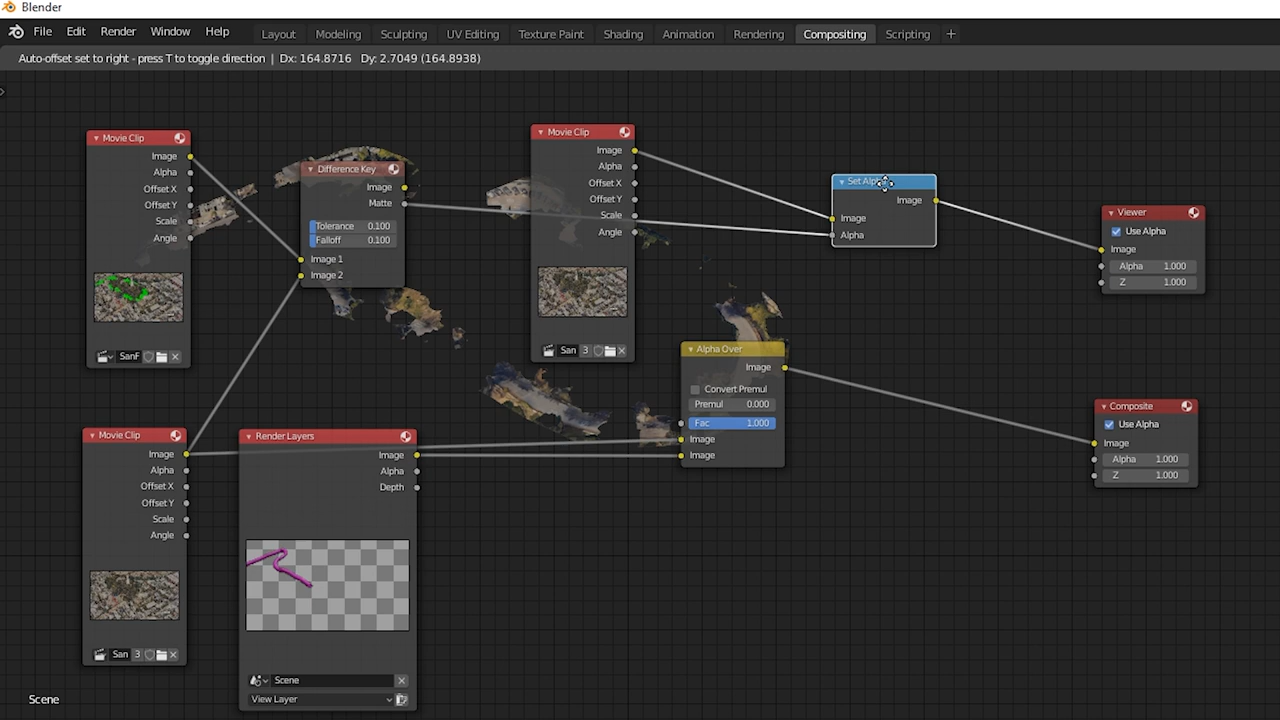 Blender
File Edit Render Window Help Layout Modeling Sculpting UV Editing Texture Paint Shading Animation Rendering Compositing Scripting +
Auto-offset set to right - press T to toggle direction | Dx: 164.8716 Dy: 2.7049 (164.8938)
Movie Clip
Image
Alpha
Offset X
Offset Y
Scale
Angle
SanF
Difference Key
Image
Matte
Tolerance 0.100
Falloff 0.100
Image 1
Image 2
Movie Clip
Image
Alpha
Offset X
Offset Y
Scale
Angle
San 3
Set Alpha
Image
Image
Alpha
Viewer
Use Alpha
Image
Alpha 1.000
Z 1.000
Alpha Over
Image
Convert Premul
Premul 0.000
Fac 1.000
Image
Image
Composite
Use Alpha
Image
Alpha 1.000
Z 1.000
Movie Clip
Image
Alpha
Offset X
Offset Y
Scale
Angle
San 3
Render Layers
Image
Alpha
Depth
Scene
View Layer
Scene